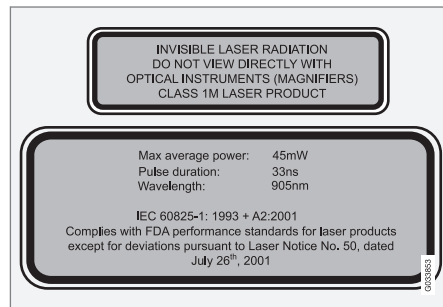 INVISIBLE LASER RADIATION
DO NOT VIEW DIRECTLY WITH
OPTICAL INSTRUMENTS (MAGNIFIERS)
CLASS 1M LASER PRODUCT
Max average power: 45mW
Pulse duration: 33ns
Wavelength: 905nm
IEC 60825-1: 1993 + A2:2001
Complies with FDA performance standards for laser products
except for deviations pursuant to Laser Notice No. 50, dated
July 26th, 2001
G033853